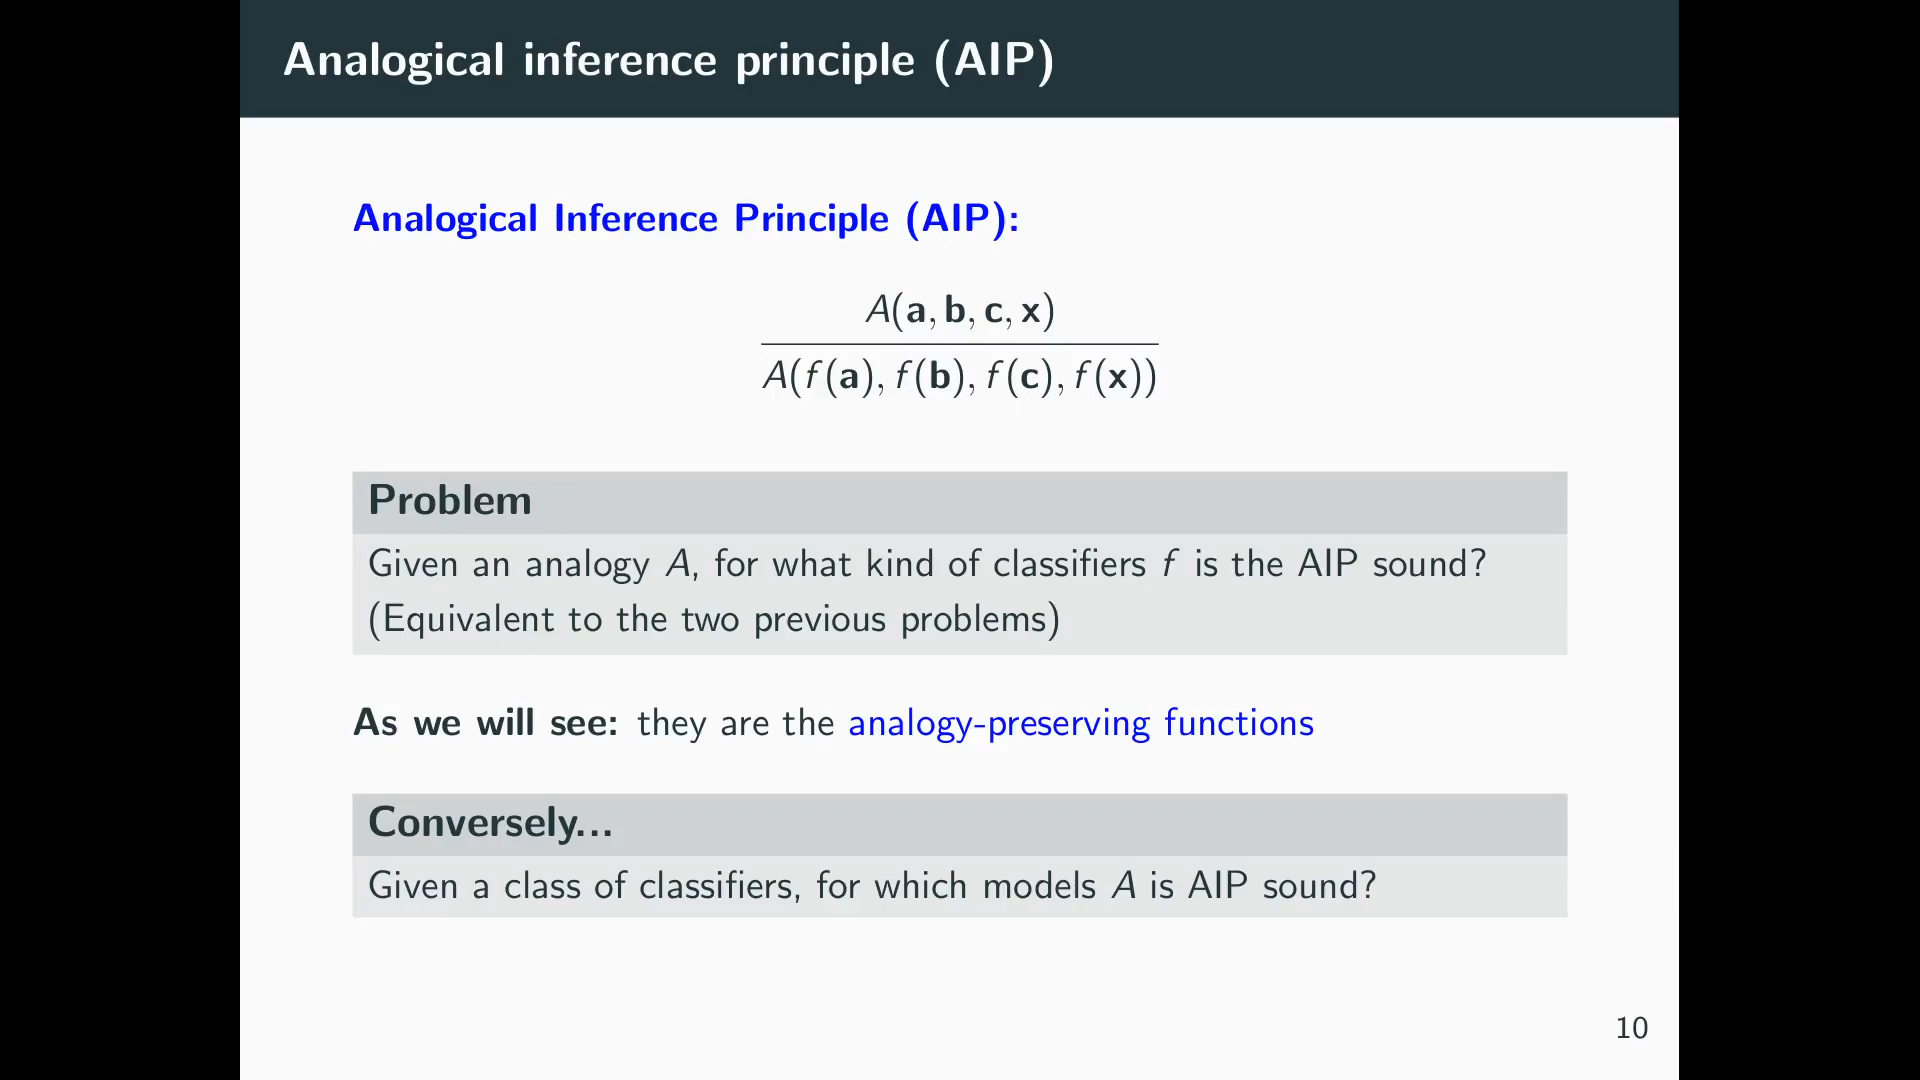 Analogical inference principle (AIP)
Analogical Inference Principle (AIP):
A(a, b, c, x)
A(f(a), f(b), f(c), f(x))
Problem
Given an analogy A, for what kind of classifiers f is the AIP sound?
(Equivalent to the two previous problems)
As we will see: they are the analogy-preserving functions
Conversely...
Given a class of classifiers, for which models A is AIP sound?
10